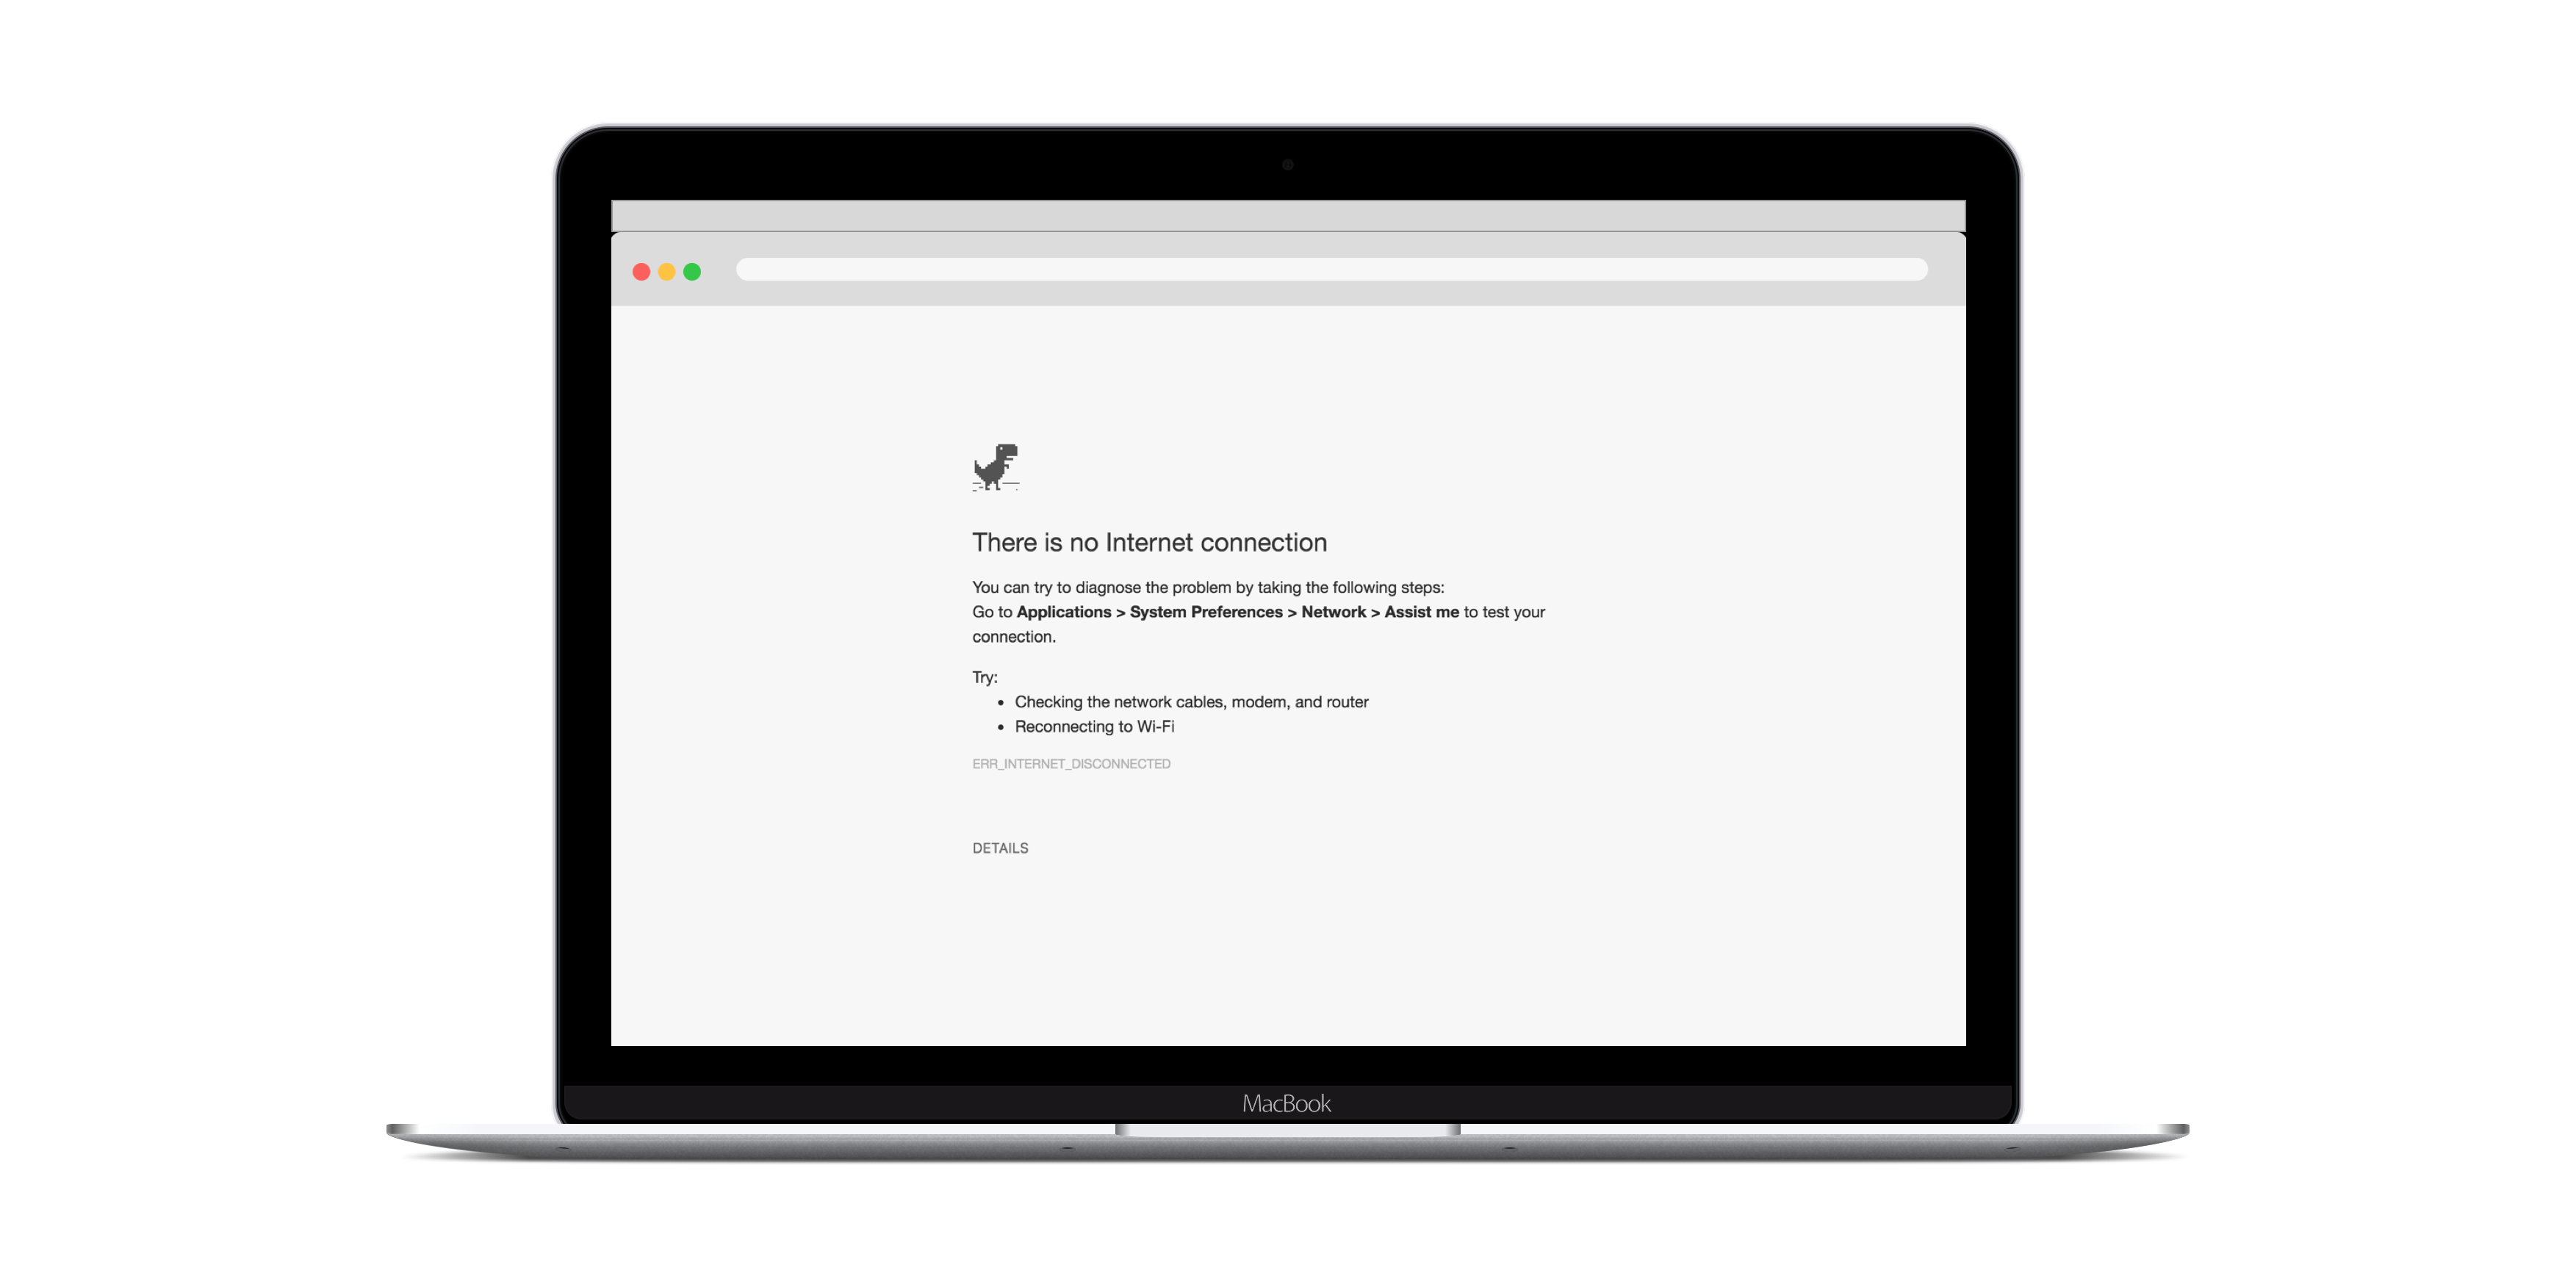 There is no Internet connection
You can try to diagnose the problem by taking the following steps:
Go to Applications > System Preferences > Network > Assist me to test your
connection.
Try:
• Checking the network cables, modem, and router
• Reconnecting to Wi-Fi
ERR_INTERNET_DISCONNECTED
DETAILS
MacBook